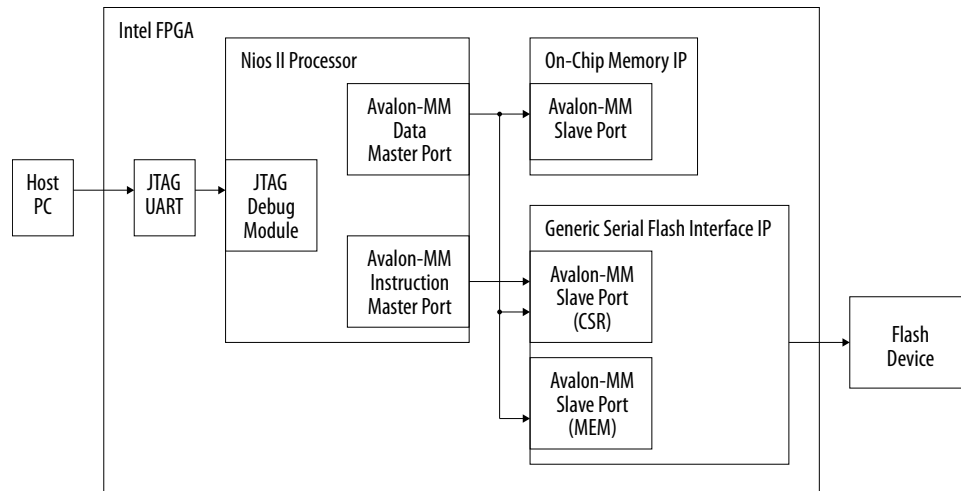 Intel FPGA
Nios II Processor
On-Chip Memory IP
Avalon-MM
Data
Master Port
Avalon-MM
Slave Port
Host
PC
JTAG
UART
JTAG
Debug
Module
Generic Serial Flash Interface IP
Avalon-MM
Instruction
Master Port
Avalon-MM
Slave Port
(CSR)
Flash
Device
Avalon-MM
Slave Port
(MEM)